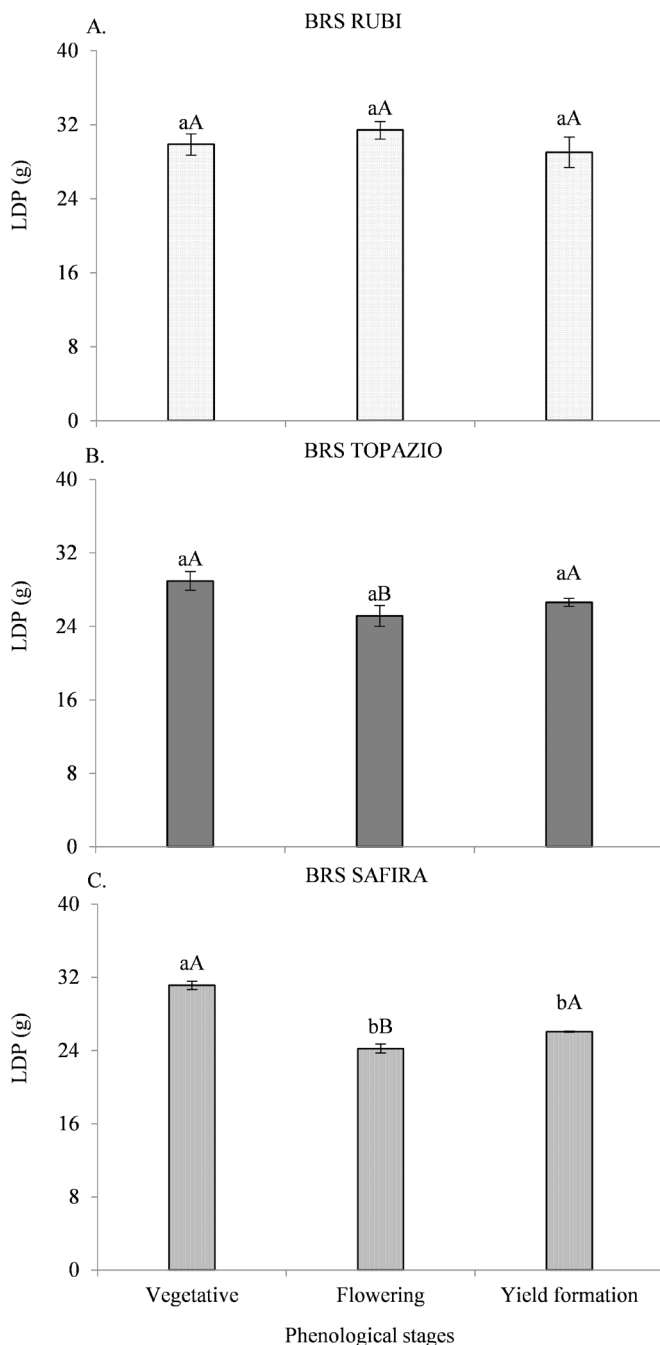 A.
BRS RUBI
40
32
24
16
8
0
LDP (g)
aA
aA
aA
B.
BRS TOPAZIO
40
32
24
16
8
0
LDP (g)
aA
aB
aA
C.
BRS SAFIRA
40
32
24
16
8
0
LDP (g)
aA
bB
bA
Vegetative Flowering Yield formation
Phenological stages